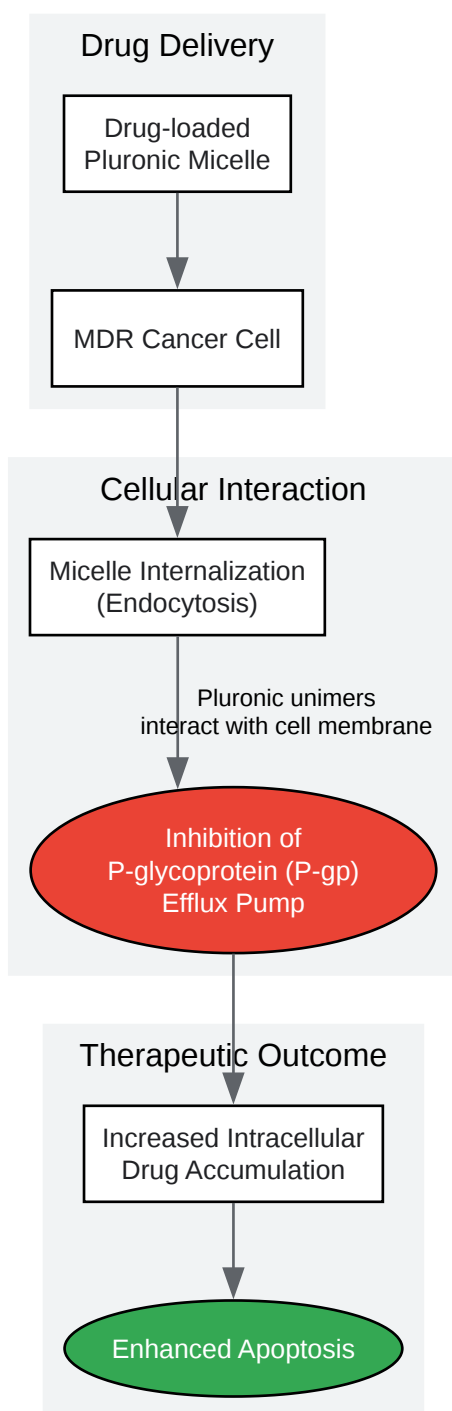 Drug Delivery
Drug-loaded
Pluronic Micelle
MDR Cancer Cell
Cellular Interaction
Micelle Internalization
(Endocytosis)
Pluronic unimers
interact with cell membrane
Inhibition of
P-glycoprotein (P-gp)
Efflux Pump
Therapeutic Outcome
Increased Intracellular
Drug Accumulation
Enhanced Apoptosis